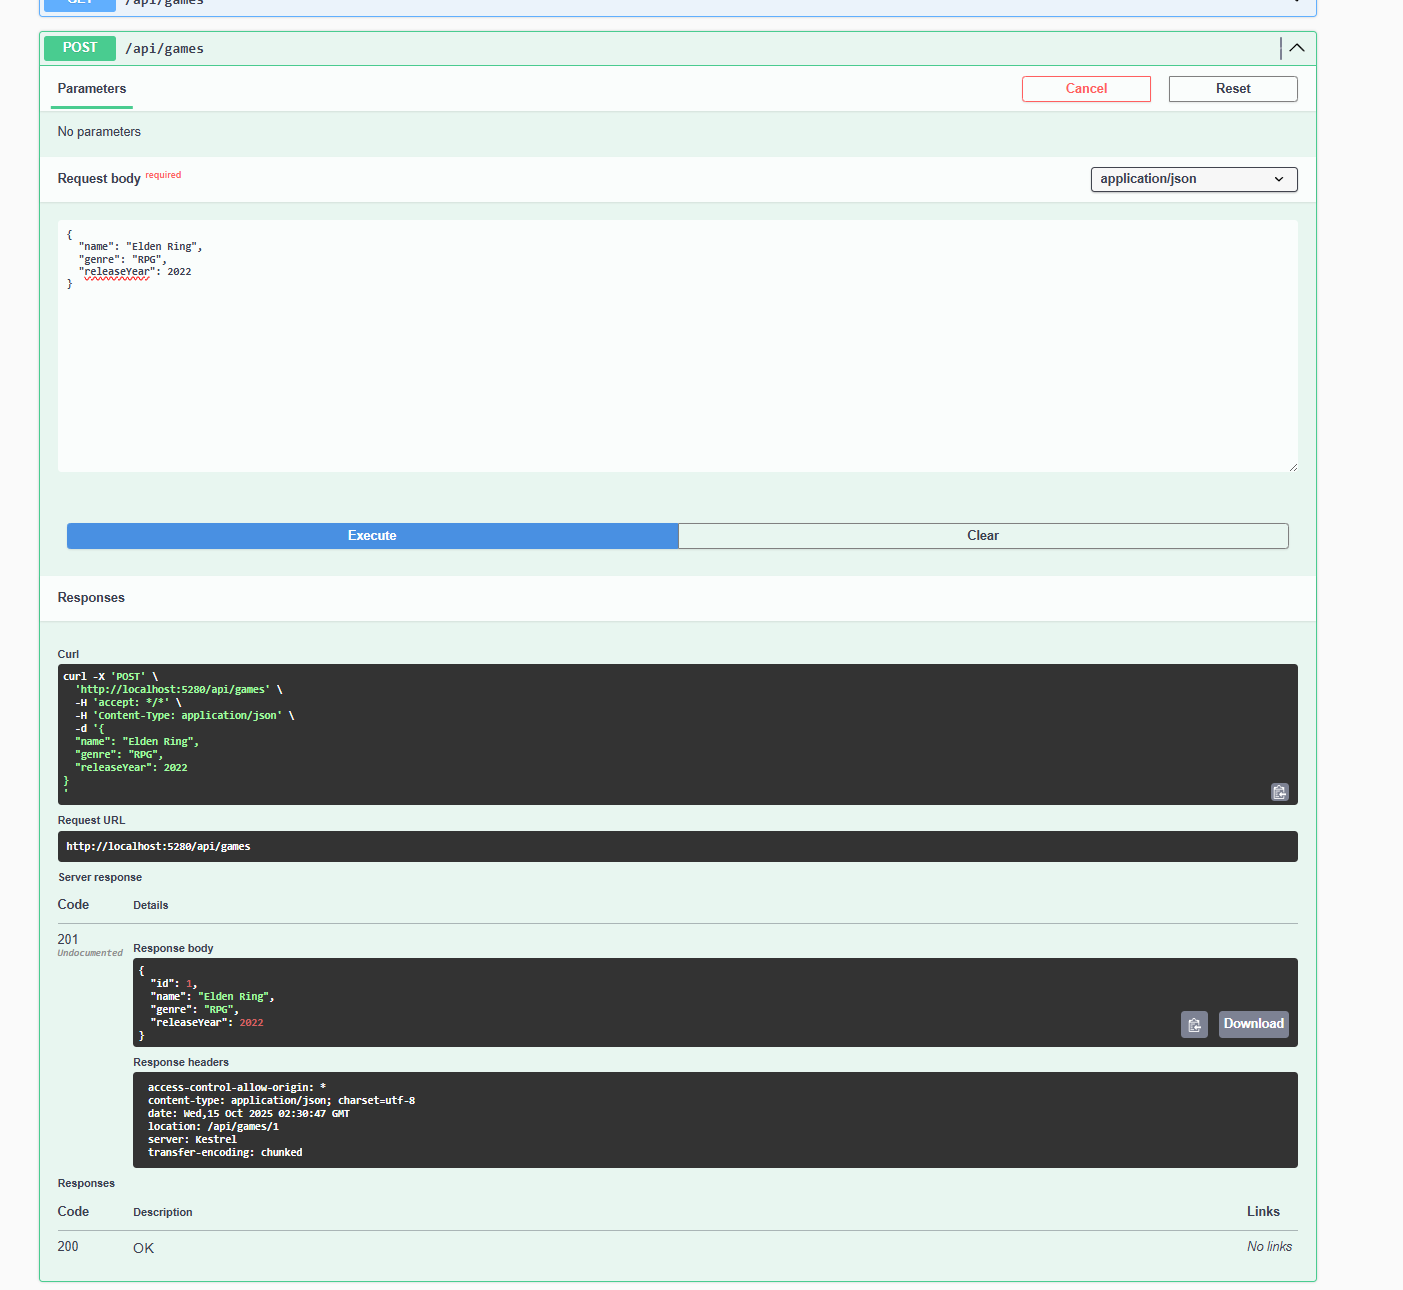 GET /api/games
POST /api/games
Parameters
Cancel
Reset
No parameters
Request body required
application/json
{
"name": "Elden Ring",
"genre": "RPG",
"releaseYear": 2022
}
Execute
Clear
Responses
Curl
curl -X 'POST' \
'http://localhost:5280/api/games' \
-H 'accept: */*' \
-H 'Content-Type: application/json' \
-d '{
"name": "Elden Ring",
"genre": "RPG",
"releaseYear": 2022
}
'
Request URL
http://localhost:5280/api/games
Server response
Code Details
201
Undocumented
Response body
{
"id": 1,
"name": "Elden Ring",
"genre": "RPG",
"releaseYear": 2022
}
Download
Response headers
access-control-allow-origin: *
content-type: application/json; charset=utf-8
date: Wed,15 Oct 2025 02:30:47 GMT
location: /api/games/1
server: Kestrel
transfer-encoding: chunked
Responses
Code Description Links
200 OK No links